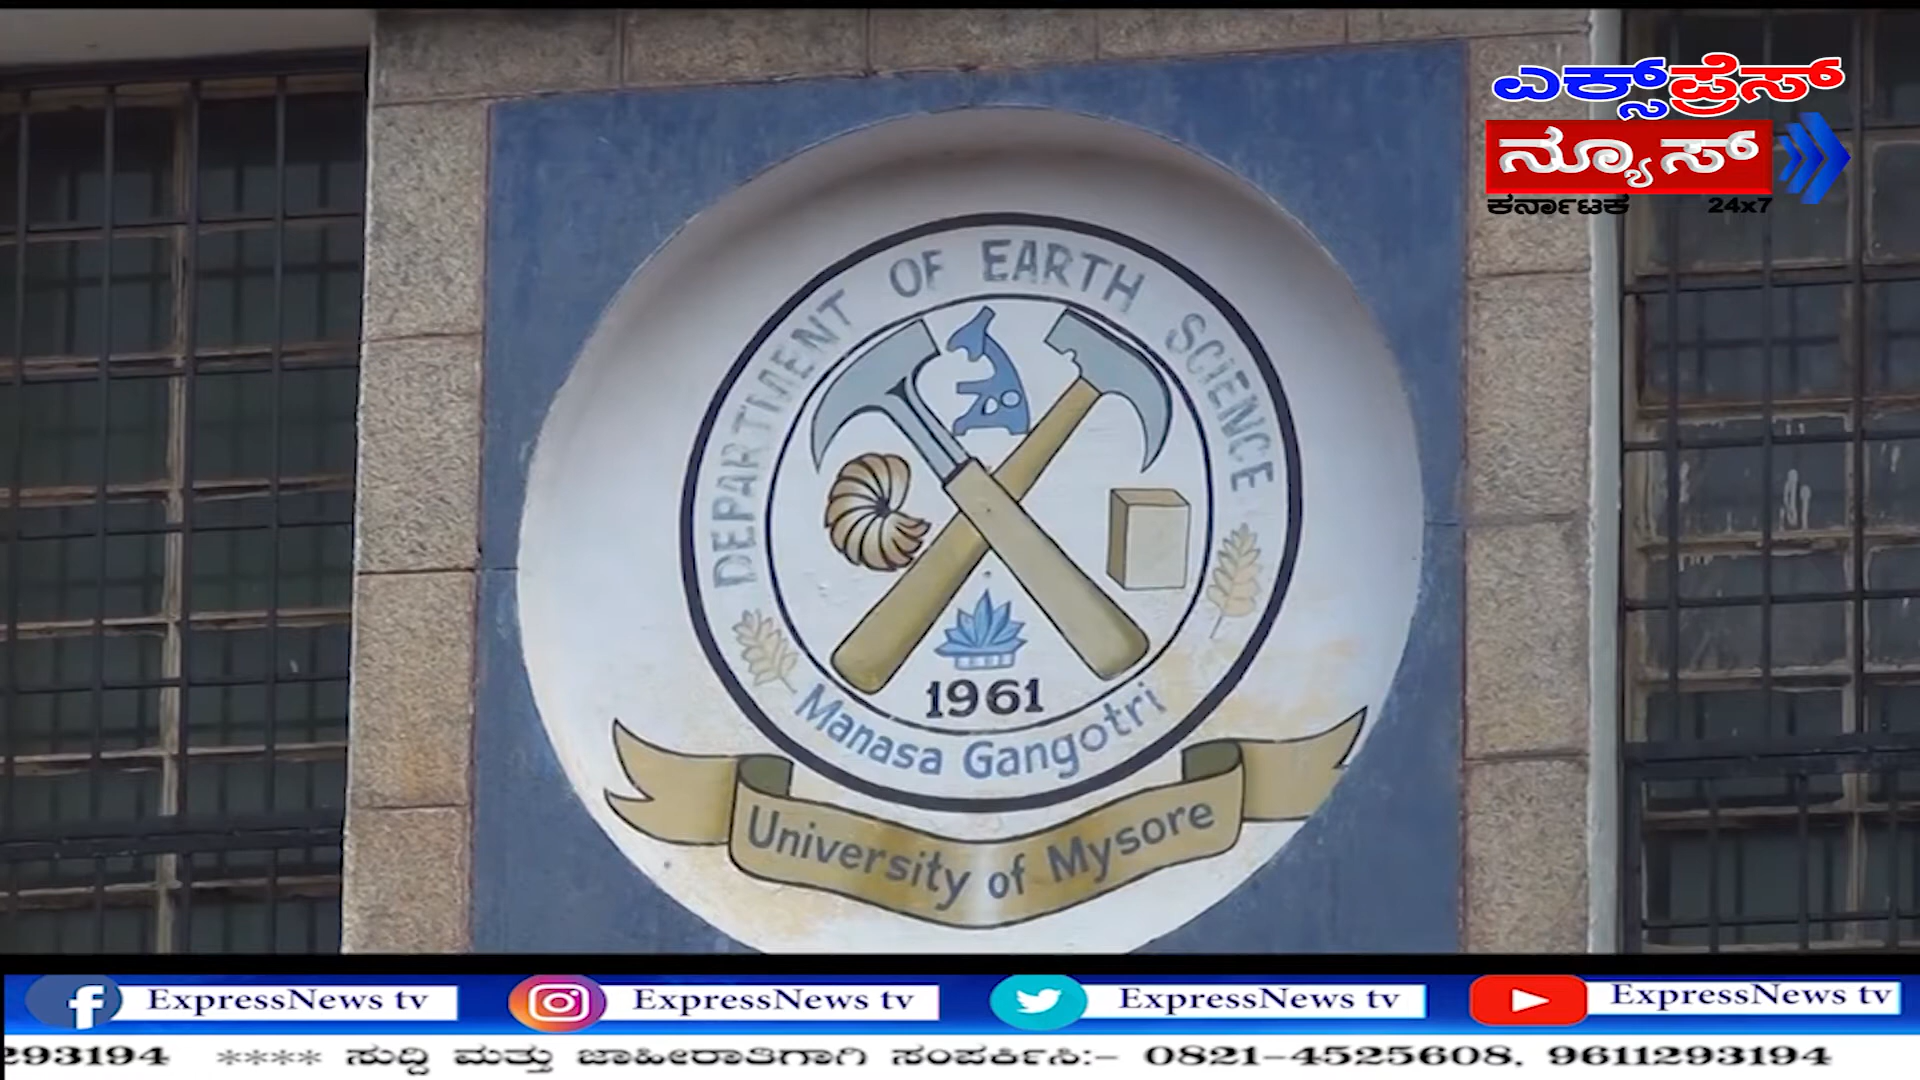 ಎಕ್ಸ್‌ಪ್ರೆಸ್
ನ್ಯೂಸ್
ಕರ್ನಾಟಕ 24x7
DEPARTMENT OF EARTH SCIENCE
1961
Manasa Gangotri
University of Mysore
ExpressNews tv ExpressNews tv ExpressNews tv ExpressNews tv
293194 **** ಸುದ್ದಿ ಮತ್ತು ಜಾಹೀರಾತಿಗಾಗಿ ಸಂಪರ್ಕಿಸಿ:- 0821-4525608, 9611293194